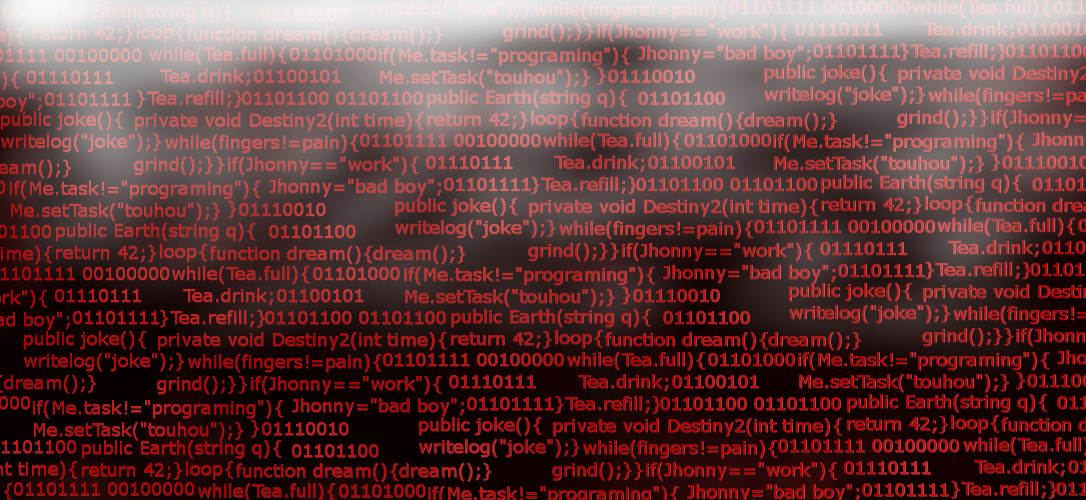 Earth(string q){ 01101100 writelog("joke");}while(fingers!=pain){01101111 00100000while(Tea.full){011
return 42;}loop{function dream(){dream();} grind();}}if(Jhonny=="work"){ 01110111 Tea.drink;01100
01111 00100000 while(Tea.full){01101000if(Me.task!="programing"){ Jhonny="bad boy";01101111}Tea.refill;}0110110
){ 01110111 Tea.drink;01100101 Me.setTask("touhou");} }01110010 public joke(){ private void Destiny2
boy";01101111 }Tea.refill;}01101100 01101100public Earth(string q){ 01101100 writelog("joke");}while(fingers!=pa
public joke(){ private void Destiny2(int time){return 42;}loop{function dream(){dream();} grind();}}if(Jhonny=
writelog("joke");}while(fingers!=pain){01101111 00100000while(Tea.full){01101000if(Me.task!="programing"){ Jhonn
eam();} grind();}}if(Jhonny=="work"){ 01110111 Tea.drink;01100101 Me.setTask("touhou");} }01110010
0if(Me.task!="programing"){ Jhonny="bad boy";01101111}Tea.refill;}01101100 01101100public Earth(string q){ 01101
Me.setTask("touhou");} }01110010 public joke(){ private void Destiny2(int time){return 42;}loop{function drea
01100public Earth(string q){ 01101100 writelog("joke");}while(fingers!=pain){01101111 00100000while(Tea.full){0
ime){return 42;}loop{function dream(){dream();} grind();}}if(Jhonny=="work"){ 01110111 Tea.drink;0110
1101111 00100000while(Tea.full){01101000if(Me.task!="programing"){ Jhonny="bad boy";01101111}Tea.refill;}01101
rk"){ 01110111 Tea.drink;01100101 Me.setTask("touhou");} }01110010 public joke(){ private void Desti
ad boy";01101111}Tea.refill;}01101100 01101100 public Earth(string q){ 01101100 writelog("joke");}while(fingers!=
public joke(){ private void Destiny2(int time){return 42;}loop{function dream(){dream();} grind();}}if(Jhonn
writelog("joke");}while(fingers!=pain){01101111 00100000while(Tea.full){01101000if(Me.task!="programing"){ Jho
(dream();} grind();}}if(Jhonny=="work"){ 01110111 Tea.drink;01100101 Me.setTask("touhou");} }011100
000if(Me.task!="programing"){ Jhonny="bad boy";01101111}Tea.refill;}01101100 01101100 public Earth(string q){ 011
Me.setTask("touhou");} }01110010 public joke(){ private void Destiny2(int time){return 42;}loop{function d
1101100 public Earth(string q){ 01101100 writelog("joke");}while(fingers!=pain){01101111 00100000 while(Tea.full
nt time){return 42;}loop{function dream(){dream();} grind();}}if(Jhonny=="work"){ 01110111 Tea.drink;01
{01101111 00100000while(Tea.full){01101000if(Me.task!="programing"){ Jhonny="bad boy";01101111}Tea.refill;}011